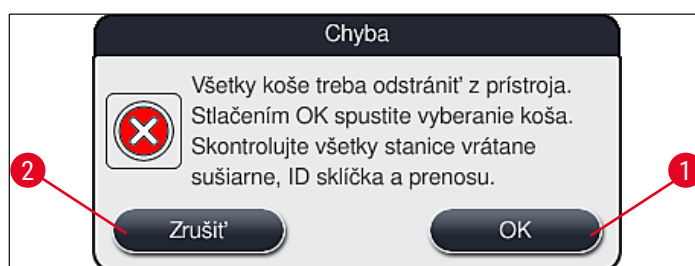 Chyba
Všetky koše treba odstrániť z prístroja.
Stlačením OK spustite vyberanie koša.
Skontrolujte všetky stanice vrátane
sušiarne, ID sklíčka a prenosu.
2
1
Zrušiť
OK